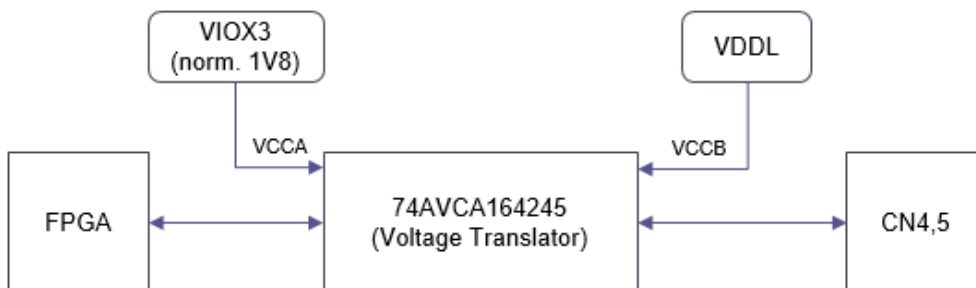 VIOX3
(norm. 1V8)
VDDL
VCCA
VCCB
FPGA
74AVCA164245
(Voltage Translator)
CN4,5